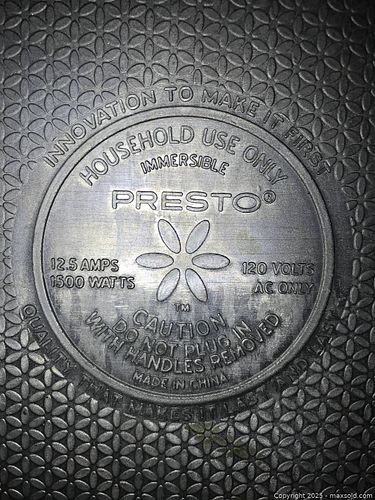 INNOVATION TO MAKE IT FIRST
HOUSEHOLD USE ONLY
IMMERSIBLE
PRESTO®
12.5 AMPS
1500 WATTS
120 VOLTS
AC ONLY
TM
CAUTION
DO NOT PLUG IN
WITH HANDLES REMOVED
MADE IN CHINA
QUALITY THAT MAKES IT LAST AND LAST
Copyright 2025 - maxsold.com